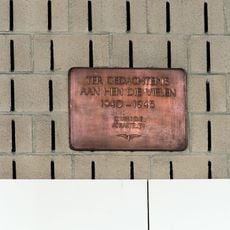 TER GEDACHTENIS
AAN HEN DIE VIELEN
1940-1945